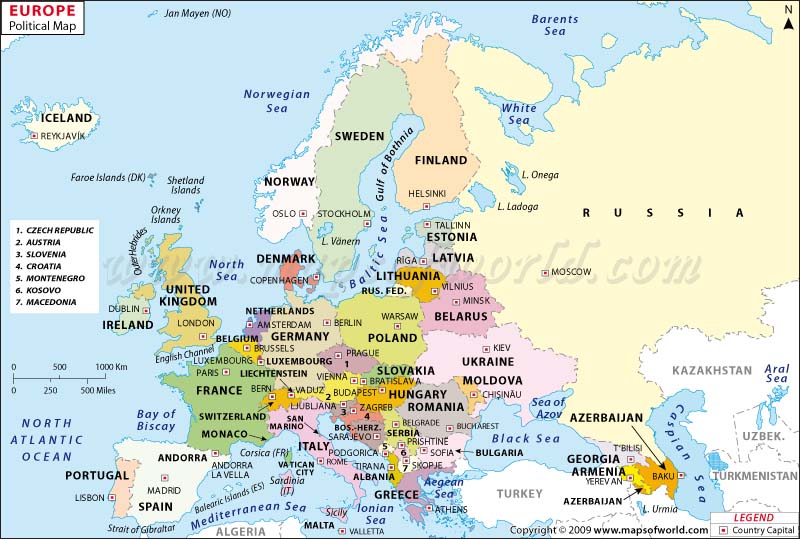 EUROPE
Political Map
Jan Mayen (NO)
Barents
Sea
N
Norwegian
Sea
White
Sea
ICELAND
REYKJAVÍK
SWEDEN
Gulf of Bothnia
FINLAND
KAZAKHSTAN
Faroe Islands (DK)
Shetland
Islands
NORWAY
HELSINKI
L. Onega
L. Ladoga
Orkney
Islands
OSLO
STOCKHOLM
RUSSIA
1. CZECH REPUBLIC
2. AUSTRIA
3. SLOVENIA
4. CROATIA
5. MONTENEGRO
6. KOSOVO
7. MACEDONIA
Outer Hebrides
L. Vänern
TALLINN
ESTONIA
North
Sea
DENMARK
COPENHAGEN
Baltic Sea
RĪGA
LATVIA
LITHUANIA
VILNIUS
RUS. FED.
MOSCOW
www.mapsofworld.com
UNITED
KINGDOM
DUBLIN
IRELAND
LONDON
NETHERLANDS
AMSTERDAM
BERLIN
GERMANY
WARSAW
POLAND
MINSK
BELARUS
English Channel
BELGIUM
BRUSSELS
LUXEMBOURG
LUXEMBOURG
PRAGUE
1
KIEV
UKRAINE
0
500
1000 Km
0
250
500 Miles
PARIS
FRANCE
LIECHTENSTEIN
BERN
VADUZ
VIENNA
2
SLOVAKIA
BRATISLAVA
BUDAPEST
HUNGARY
MOLDOVA
CHIȘINĂU
Aral
Sea
NORTH
ATLANTIC
OCEAN
Bay of
Biscay
SWITZERLAND
MONACO
LJUBLJANA
3
ZAGREB
4
ROMANIA
Sea of
Azov
SAN
MARINO
BOS.-HERZ.
SARAJEVO
BELGRADE
SERBIA
BUCHAREST
Black Sea
AZERBAIJAN
Caspian Sea
UZBEK.
ANDORRA
ANDORRA
LA VELLA
Corsica (FR)
ITALY
ROME
VATICAN
CITY
PODGORICA
5
PRISHTINE
6
SOFIA
BULGARIA
T'BILISI
GEORGIA
ARMENIA
YEREVAN
BAKU
TURKMENISTAN
PORTUGAL
LISBON
MADRID
SPAIN
Balearic Islands (ES)
Sardinia
(IT)
TIRANA
ALBANIA
7
SKOPJE
GREECE
Aegean
Sea
ATHENS
TURKEY
AZERBAIJAN
L. Urmia
Strait of Gibraltar
Mediterranean Sea
ALGERIA
Sicily
MALTA
VALLETTA
Ionian
Sea
LEGEND
Country Capital
Copyright © 2009 www.mapsofworld.com